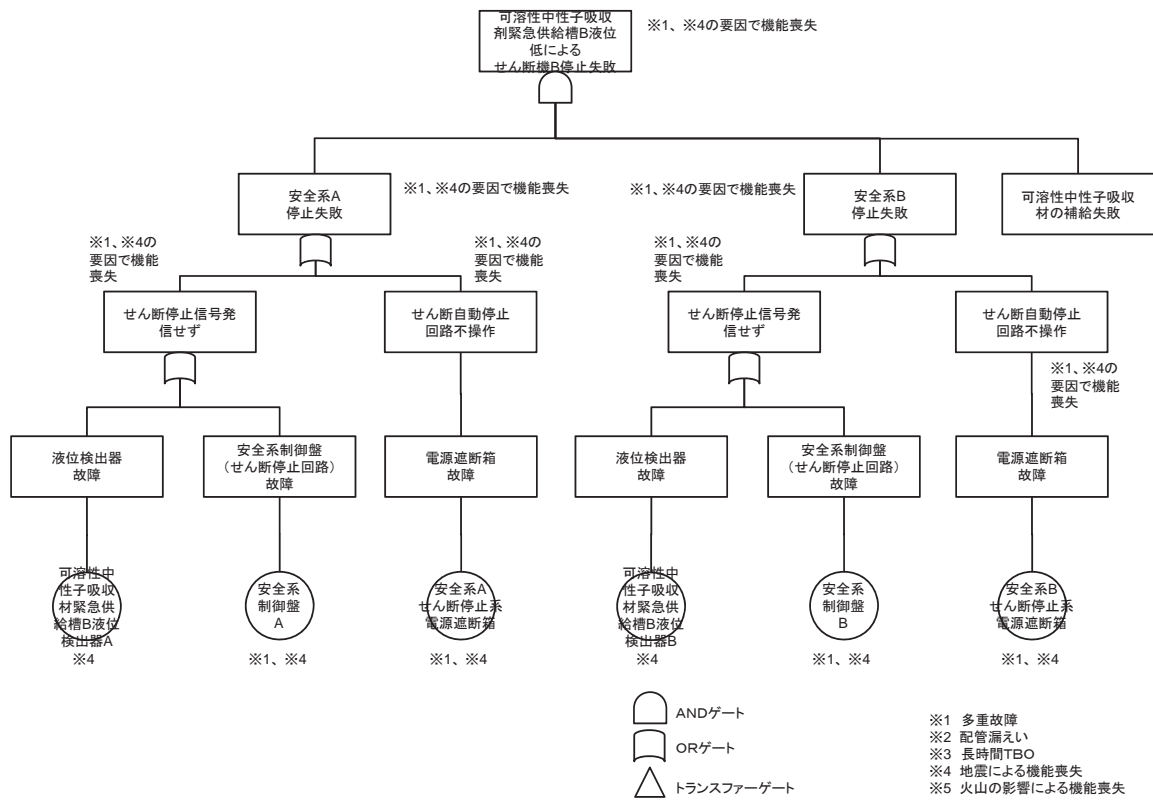 可溶性中性子吸収
剤緊急供給槽B液位
低による
せん断機B停止失敗
※1、※4の要因で機能喪失
安全系A
停止失敗
※1、※4の要因で機能喪失
※1、※4の要因で機能喪失
安全系B
停止失敗
可溶性中性子吸収
材の補給失敗
※1、※4の
要因で機能
喪失
※1、※4の
要因で機能
喪失
※1、※4の
要因で機能
喪失
せん断停止信号発
信せず
せん断自動停止
回路不操作
せん断停止信号発
信せず
せん断自動停止
回路不操作
※1、※4の
要因で機能
喪失
液位検出器
故障
安全系制御盤
（せん断停止回路）
故障
電源遮断箱
故障
液位検出器
故障
安全系制御盤
（せん断停止回路）
故障
電源遮断箱
故障
可溶性中
性子吸収
材緊急供
給槽B液位
検出器A
※4
安全系
制御盤
A
※1、※4
安全系A
せん断停止系
電源遮断箱
※1、※4
可溶性中
性子吸収
材緊急供
給槽B液位
検出器B
※4
安全系
制御盤
B
※1、※4
安全系B
せん断停止系
電源遮断箱
※1、※4
ANDゲート
ORゲート
トランスファーゲート
※1 多重故障
※2 配管漏えい
※3 長時間TBO
※4 地震による機能喪失
※5 火山の影響による機能喪失